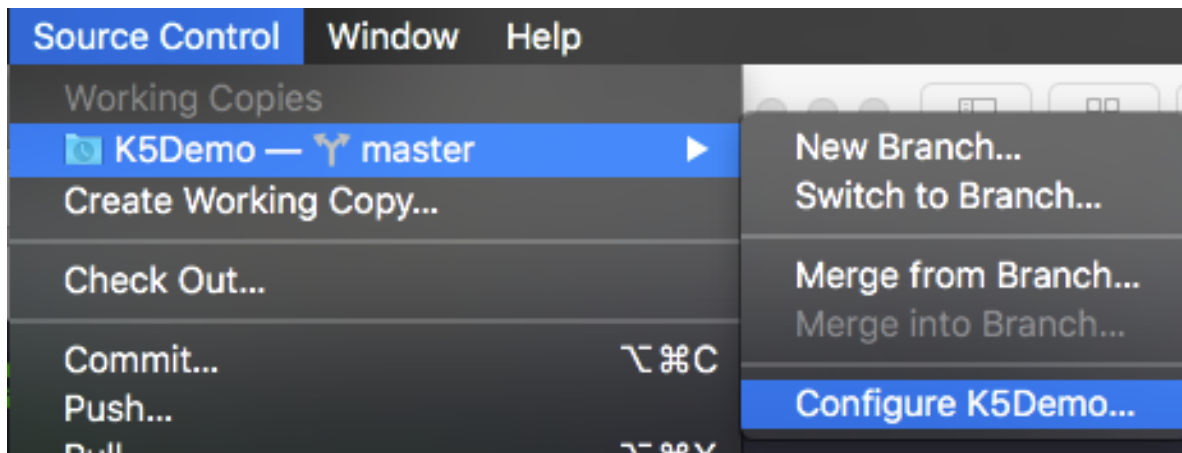 Source Control Window Help
Working Copies
K5Demo — master
Create Working Copy...
Check Out...
Commit... ⌥⌘C
Push...
New Branch...
Switch to Branch...
Merge from Branch...
Merge into Branch...
Configure K5Demo...